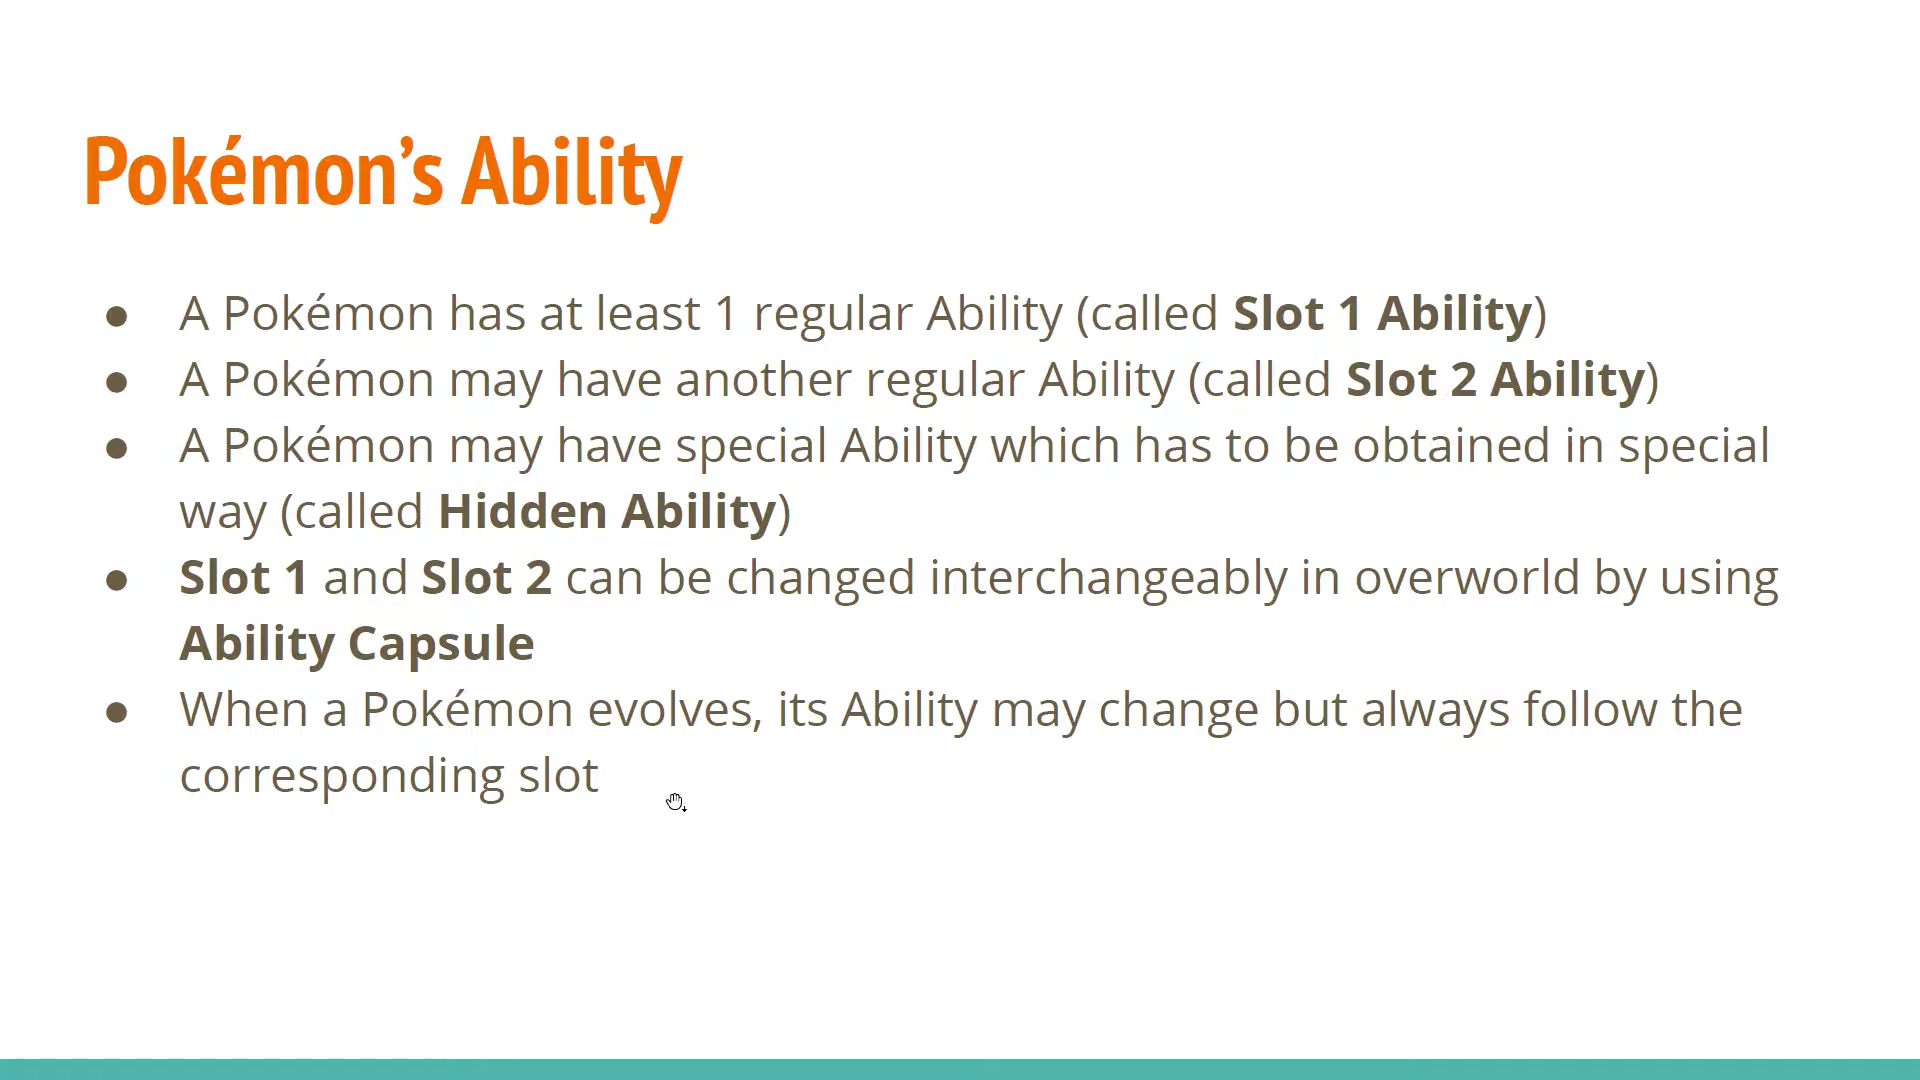 Pokémon’s Ability
● A Pokémon has at least 1 regular Ability (called Slot 1 Ability)
● A Pokémon may have another regular Ability (called Slot 2 Ability)
● A Pokémon may have special Ability which has to be obtained in special
way (called Hidden Ability)
● Slot 1 and Slot 2 can be changed interchangeably in overworld by using
Ability Capsule
● When a Pokémon evolves, its Ability may change but always follow the
corresponding slot